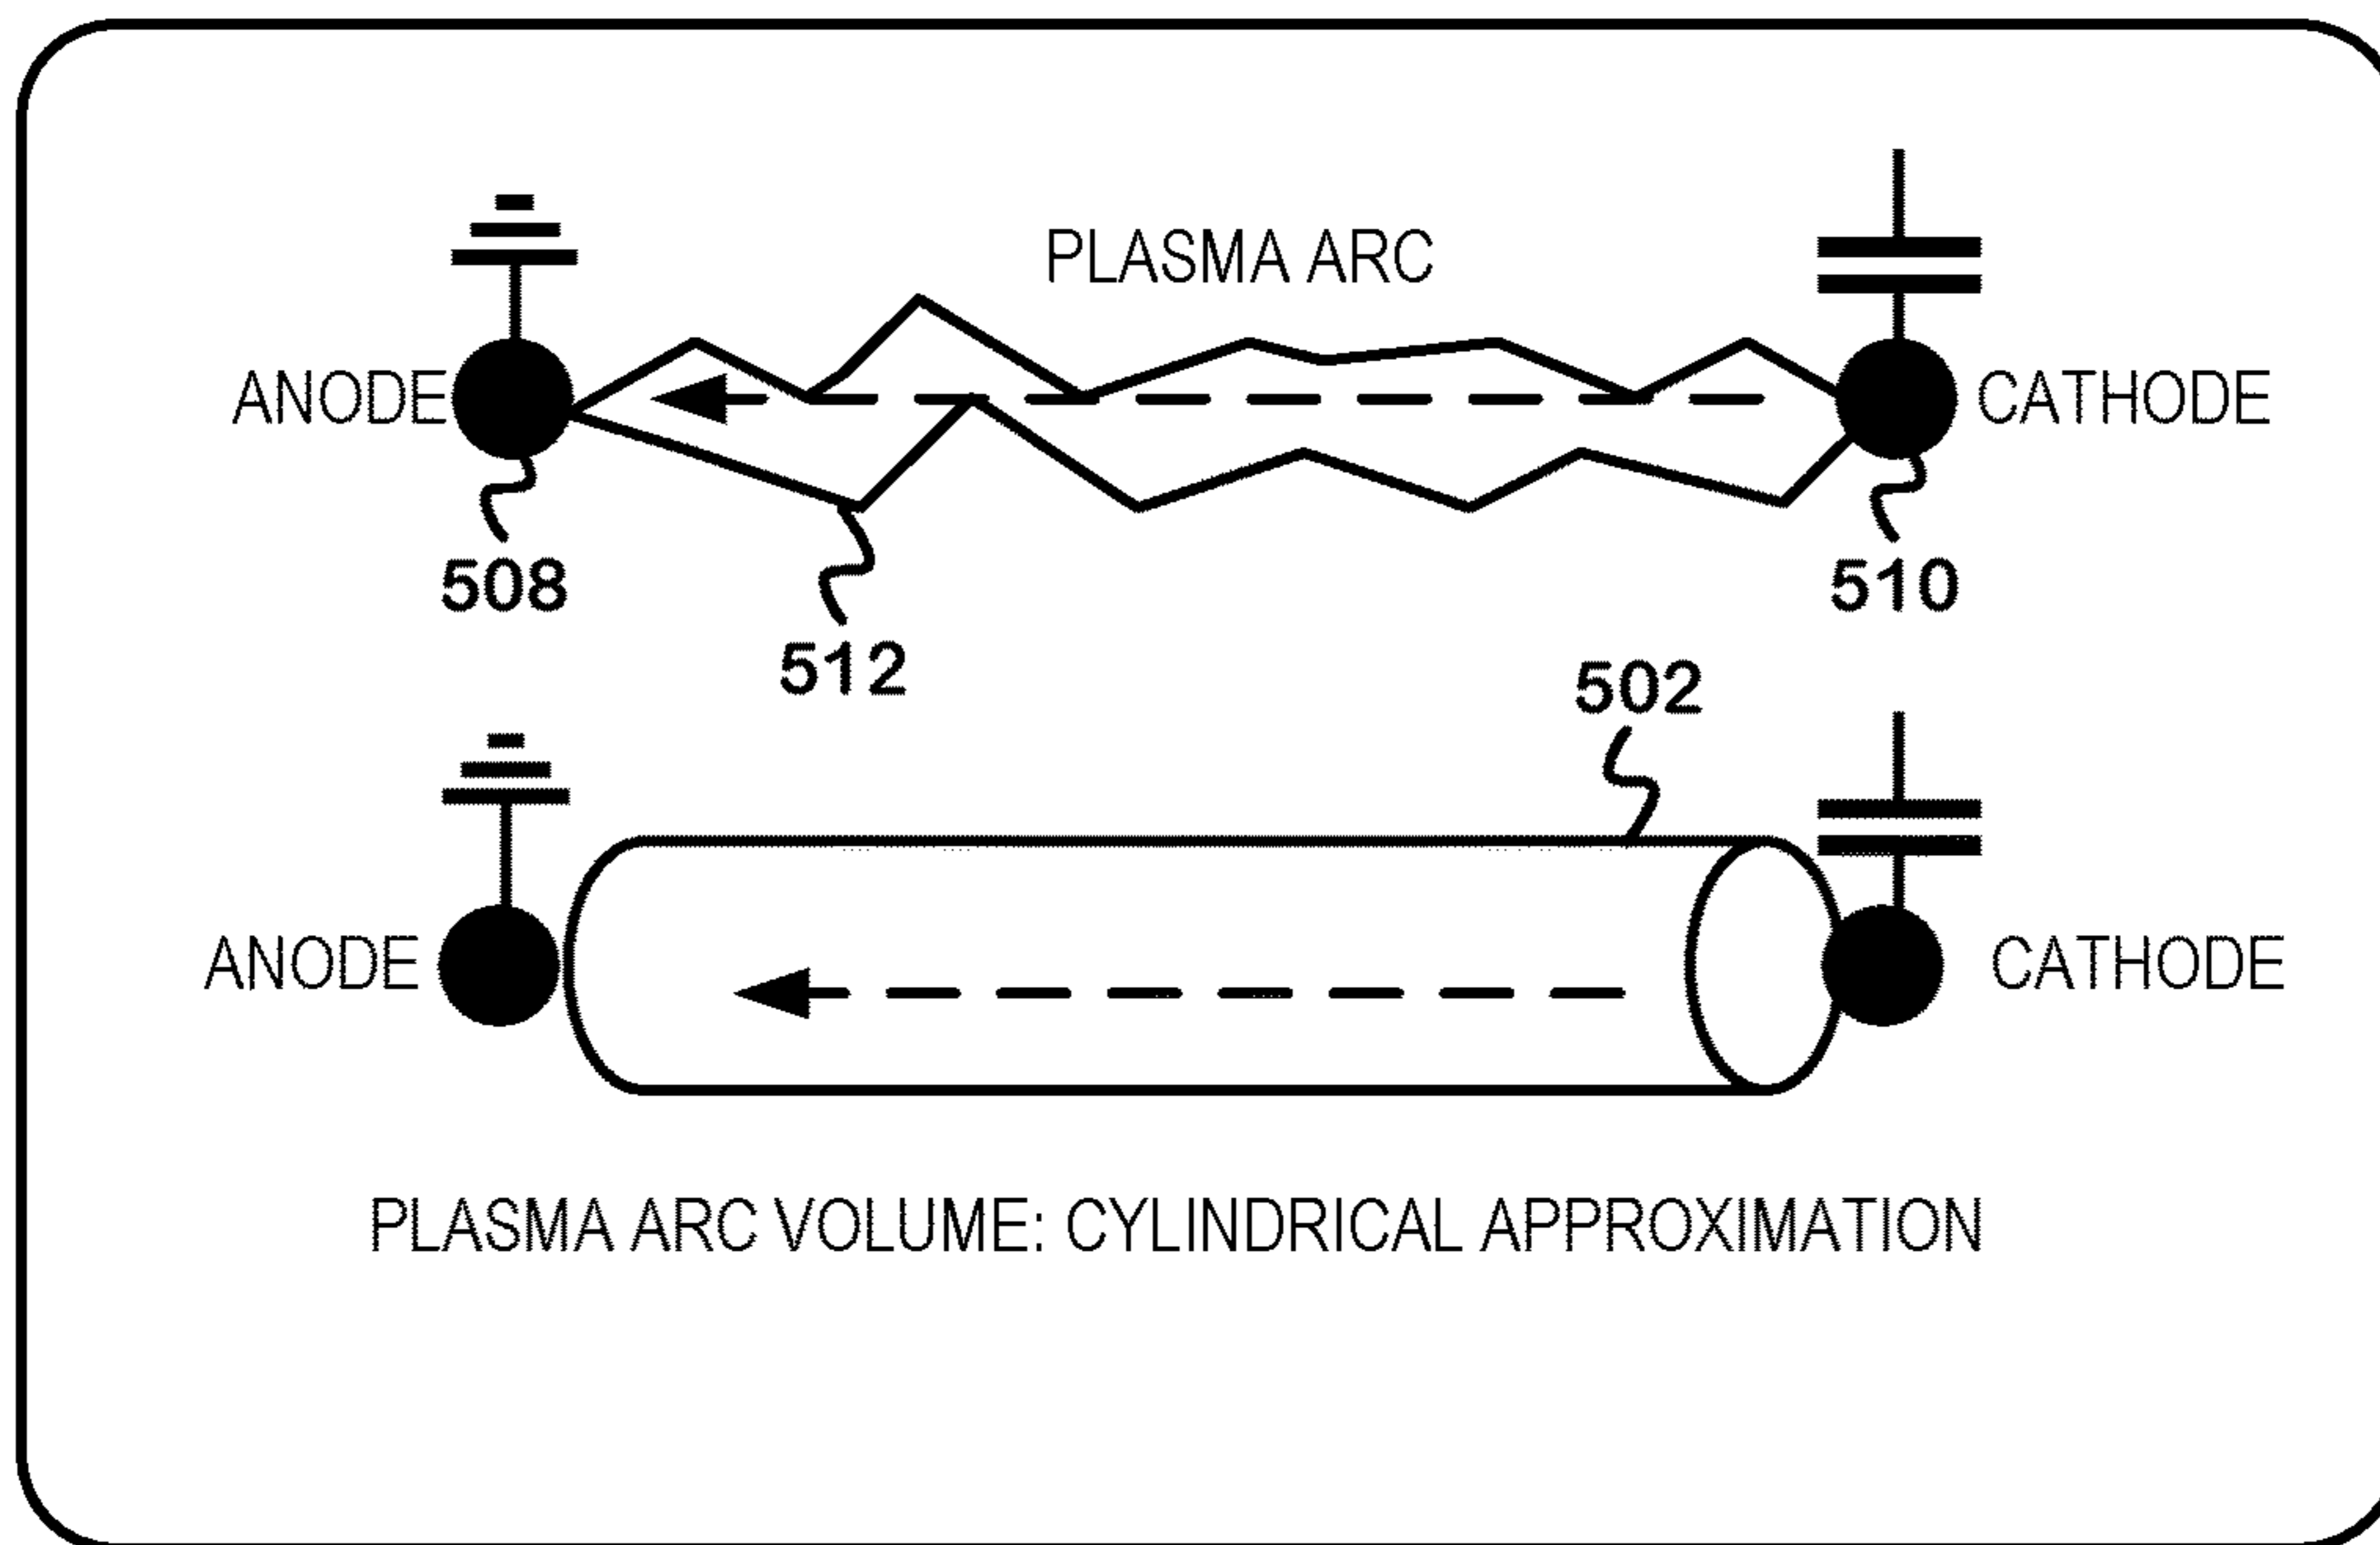 PLASMA ARC
ANODE
CATHODE
508
510
512
502
ANODE
CATHODE
PLASMA ARC VOLUME: CYLINDRICAL APPROXIMATION